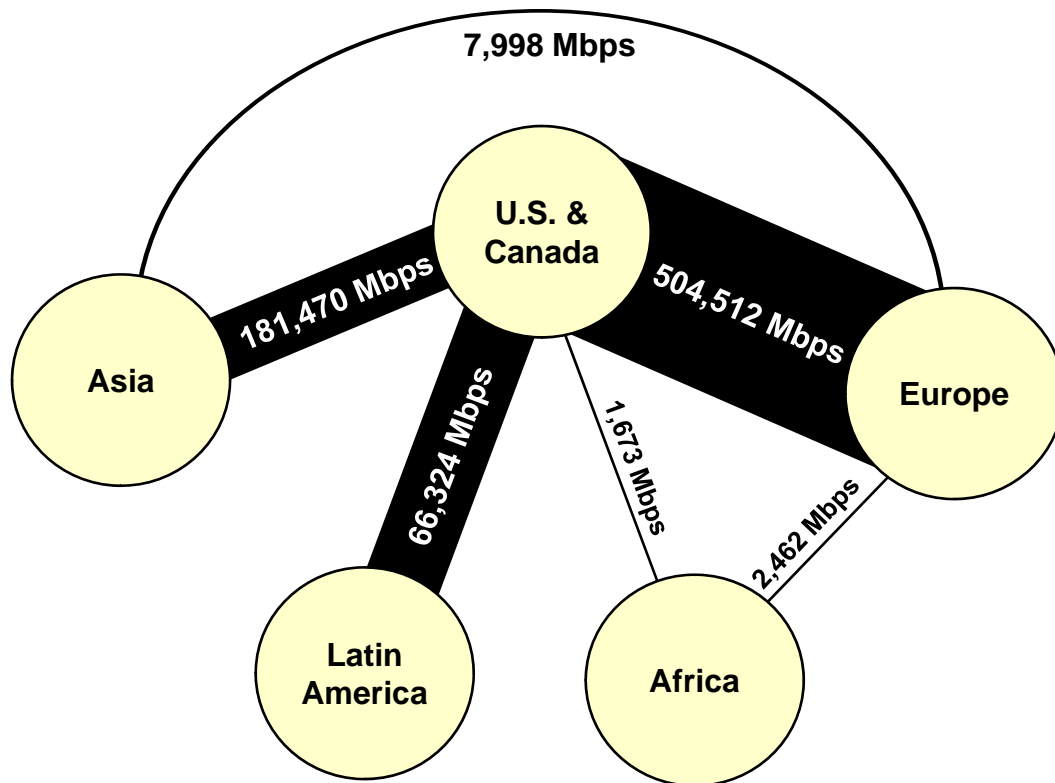 7,998 Mbps
U.S. &
Canada
181,470 Mbps
504,512 Mbps
Asia
Europe
66,324 Mbps
1,673 Mbps
2,462 Mbps
Latin
America
Africa